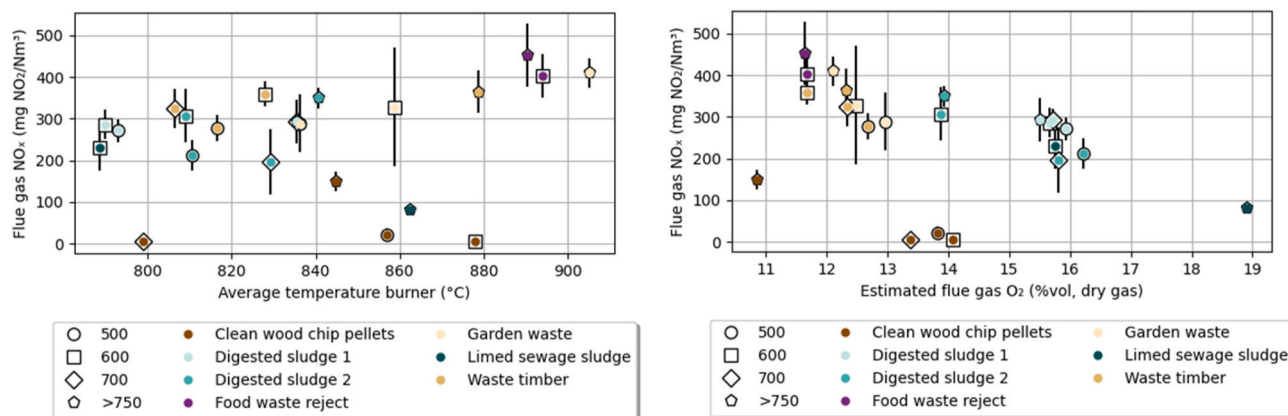 Flue gas NOₓ (mg NO₂/Nm³)
500
400
300
200
100
0
800
820
840
860
880
900
Average temperature burner (°C)
500
600
700
>750
Clean wood chip pellets
Digested sludge 1
Digested sludge 2
Food waste reject
Garden waste
Limed sewage sludge
Waste timber
Flue gas NOₓ (mg NO₂/Nm³)
500
400
300
200
100
0
11
12
13
14
15
16
17
18
19
Estimated flue gas O₂ (%vol, dry gas)
500
600
700
>750
Clean wood chip pellets
Digested sludge 1
Digested sludge 2
Food waste reject
Garden waste
Limed sewage sludge
Waste timber